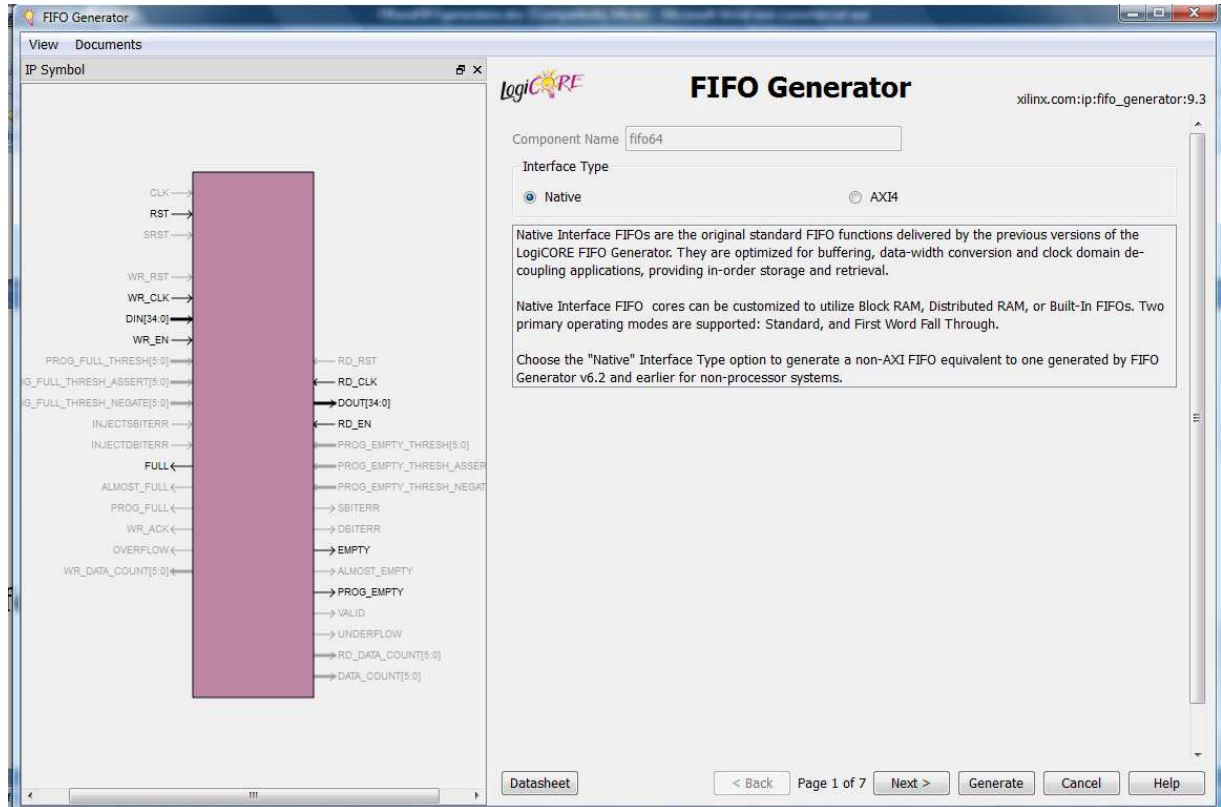 FIFO Generator
View Documents
IP Symbol
CLK
RST
SRST
WR_RST
WR_CLK
DIN[34:0]
WR_EN
PROG_FULL_THRESH[5:0]
G_FULL_THRESH_ASSERT[5:0]
G_FULL_THRESH_NEGATE[5:0]
INJECTSBITERR
INJECTDBITERR
FULL
ALMOST_FULL
PROG_FULL
WR_ACK
OVERFLOW
WR_DATA_COUNT[5:0]
RD_RST
RD_CLK
DOUT[34:0]
RD_EN
PROG_EMPTY_THRESH[5:0]
PROG_EMPTY_THRESH_ASSER
PROG_EMPTY_THRESH_NEGAT
SBITERR
DBITERR
EMPTY
ALMOST_EMPTY
PROG_EMPTY
VALID
UNDERFLOW
RD_DATA_COUNT[5:0]
DATA_COUNT[5:0]
LogiCORE
FIFO Generator
xilinx.com:ip:fifo_generator:9.3
Component Name fifo64
Interface Type
Native AXI4
Native Interface FIFOs are the original standard FIFO functions delivered by the previous versions of the
LogiCORE FIFO Generator. They are optimized for buffering, data-width conversion and clock domain de-
coupling applications, providing in-order storage and retrieval.
Native Interface FIFO cores can be customized to utilize Block RAM, Distributed RAM, or Built-In FIFOs. Two
primary operating modes are supported: Standard, and First Word Fall Through.
Choose the "Native" Interface Type option to generate a non-AXI FIFO equivalent to one generated by FIFO
Generator v6.2 and earlier for non-processor systems.
Datasheet < Back Page 1 of 7 Next > Generate Cancel Help